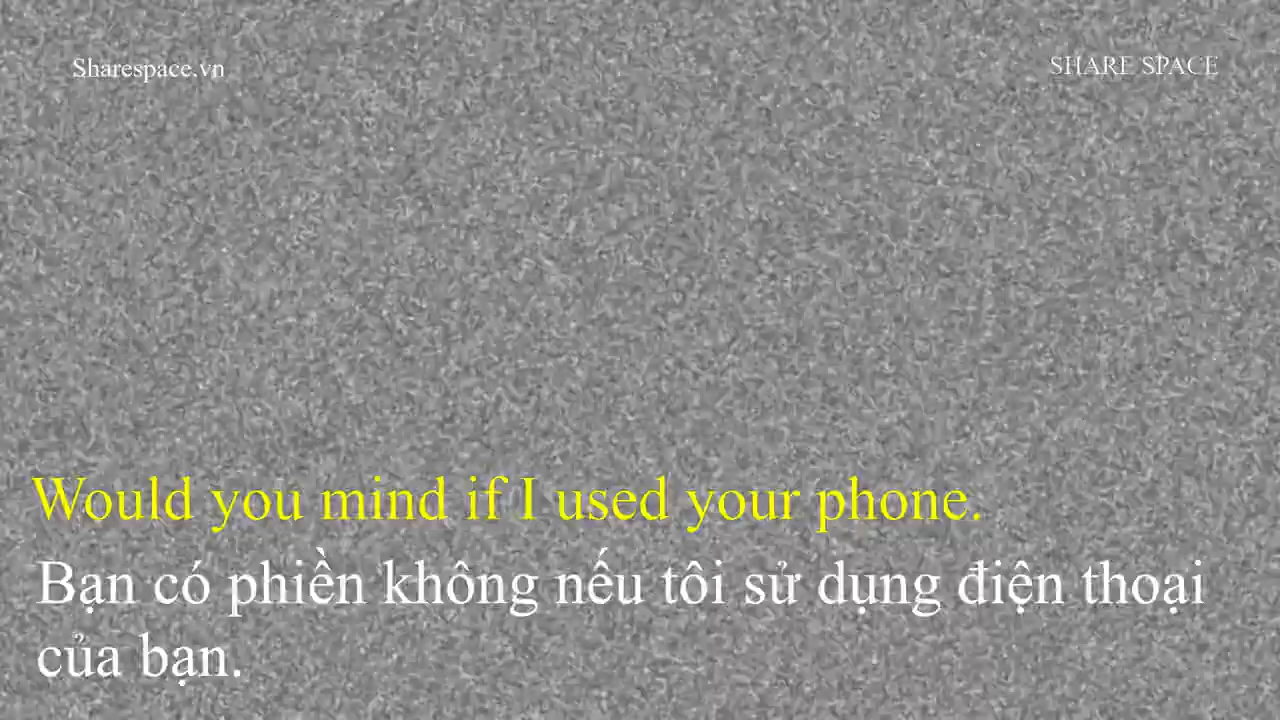 Sharespace.vn
SHARE SPACE
Would you mind if I used your phone.
Bạn có phiền không nếu tôi sử dụng điện thoại
của bạn.